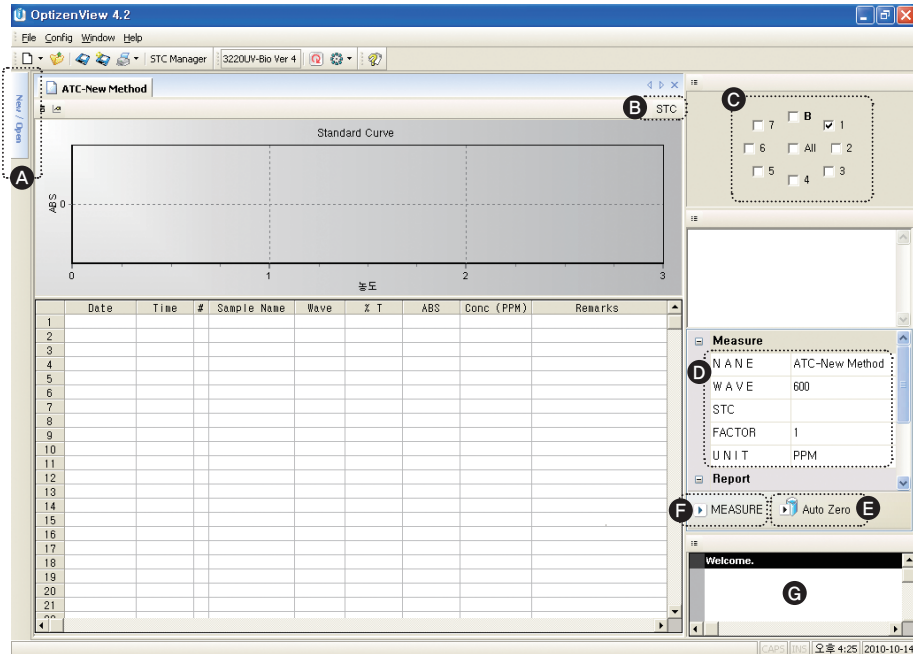 OptizenView 4.2
File Config Window Help
STC Manager 3220UV-Bio Ver 4
New / Open
A
ATC-New Method
B STC
Standard Curve
ABS
0
0 1 2 3
농도
Date Time # Sample Name Wave % T ABS Conc (PPM) Remarks
1
2
3
4
5
6
7
8
9
10
11
12
13
14
15
16
17
18
19
20
21
C
B
7 1
6 All 2
5 3
4
Measure
D
NANE ATC-New Method
WAVE 600
STC
FACTOR 1
UNIT PPM
Report
F MEASURE Auto Zero E
Welcome.
G
CAPS INS 오후 4:25 2010-10-14